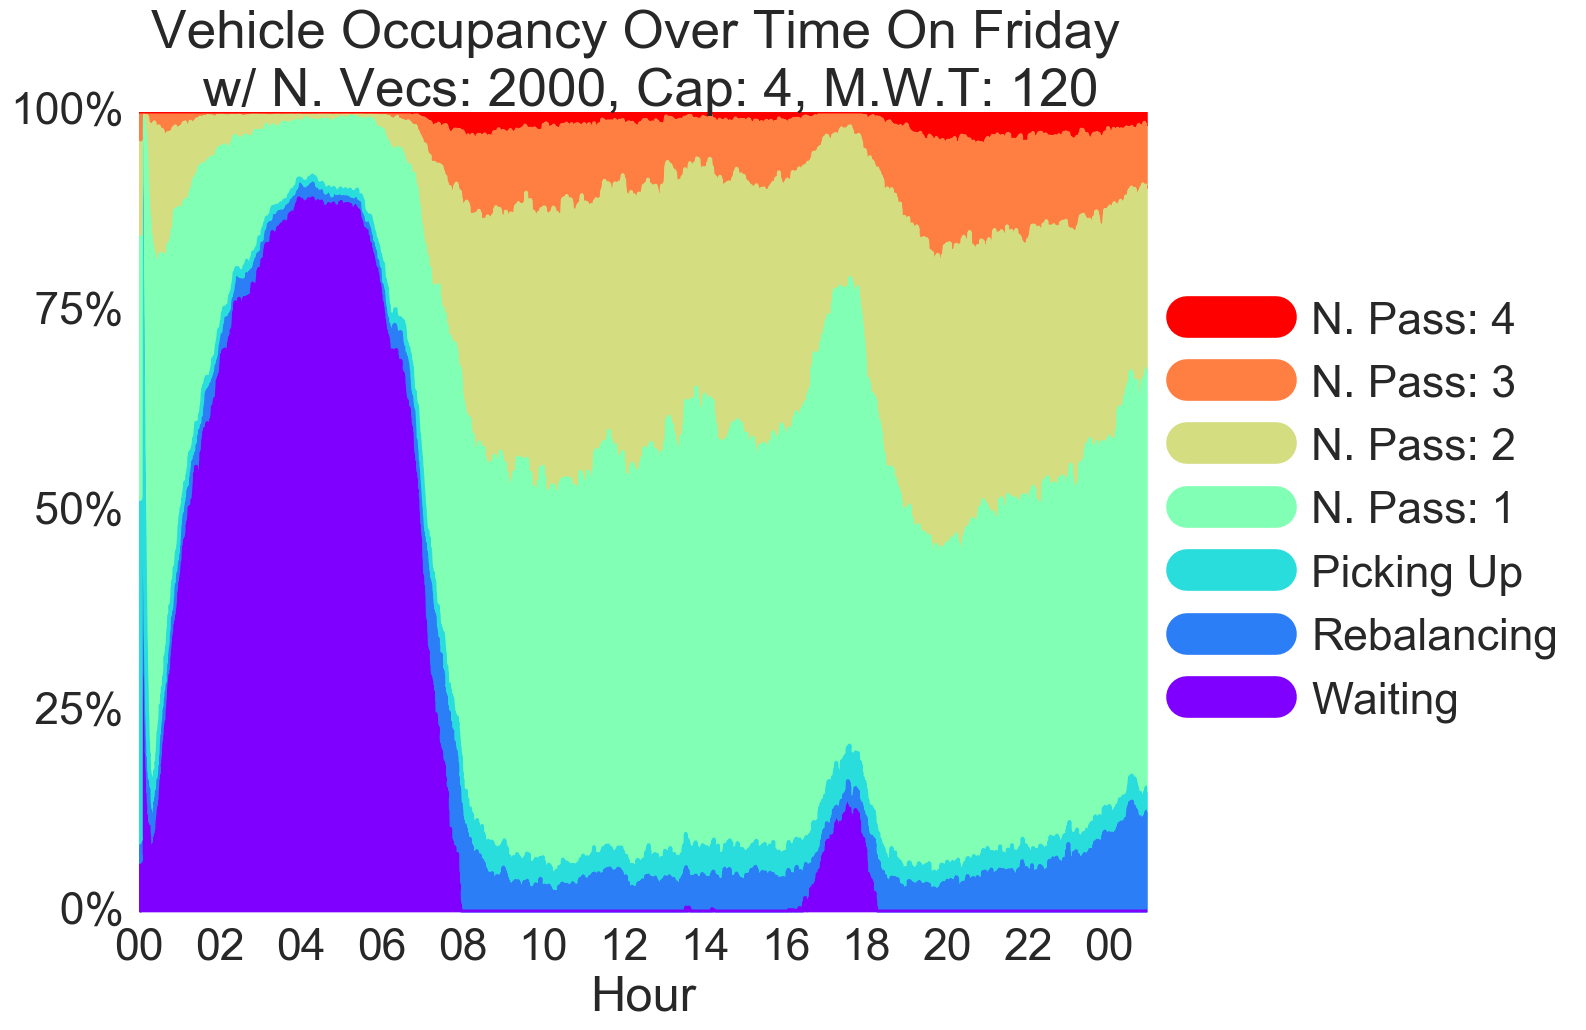 Vehicle Occupancy Over Time On Friday
w/ N. Vecs: 2000, Cap: 4, M.W.T: 120
100%
75%
50%
25%
0%
00 02 04 06 08 10 12 14 16 18 20 22 00
Hour
N. Pass: 4
N. Pass: 3
N. Pass: 2
N. Pass: 1
Picking Up
Rebalancing
Waiting